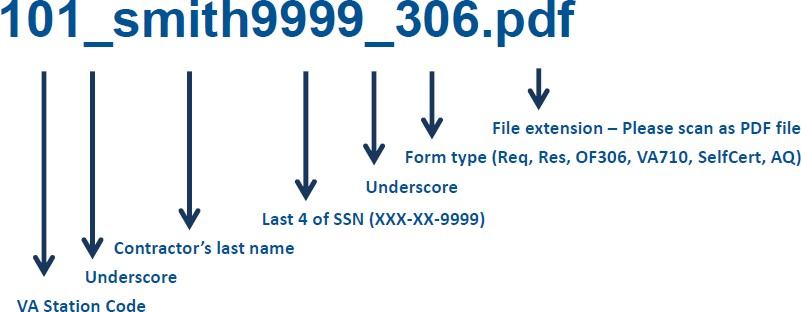 101_smith9999_306.pdf
File extension – Please scan as PDF file
Form type (Req, Res, OF306, VA710, SelfCert, AQ)
Underscore
Last 4 of SSN (XXX-XX-9999)
Contractor’s last name
Underscore
VA Station Code